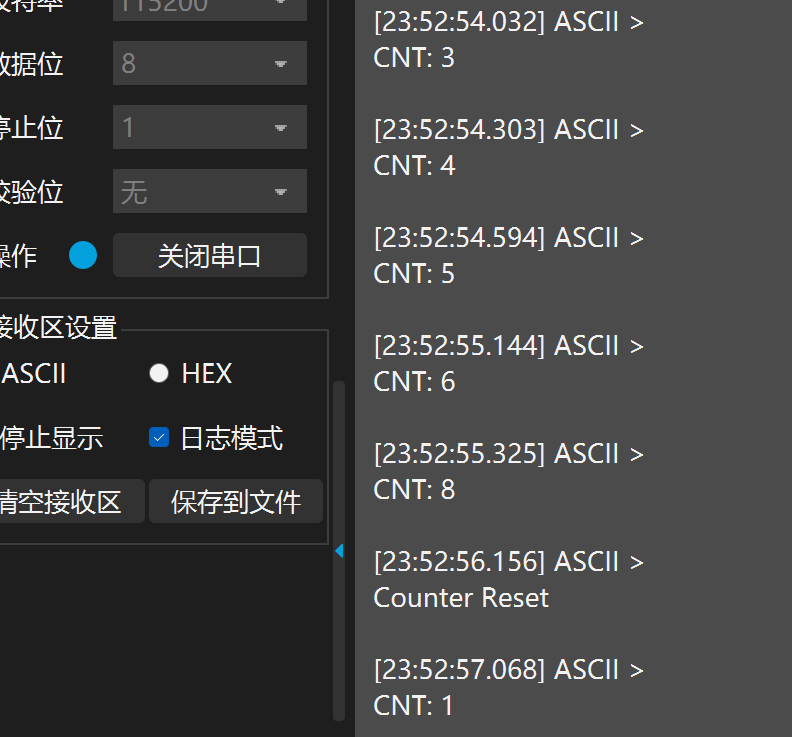 115200
数据位
8
停止位
1
校验位
无
操作
关闭串口
接收区设置
ASCII
HEX
停止显示
日志模式
清空接收区
保存到文件
[23:52:54.032] ASCII >
CNT: 3
[23:52:54.303] ASCII >
CNT: 4
[23:52:54.594] ASCII >
CNT: 5
[23:52:55.144] ASCII >
CNT: 6
[23:52:55.325] ASCII >
CNT: 8
[23:52:56.156] ASCII >
Counter Reset
[23:52:57.068] ASCII >
CNT: 1